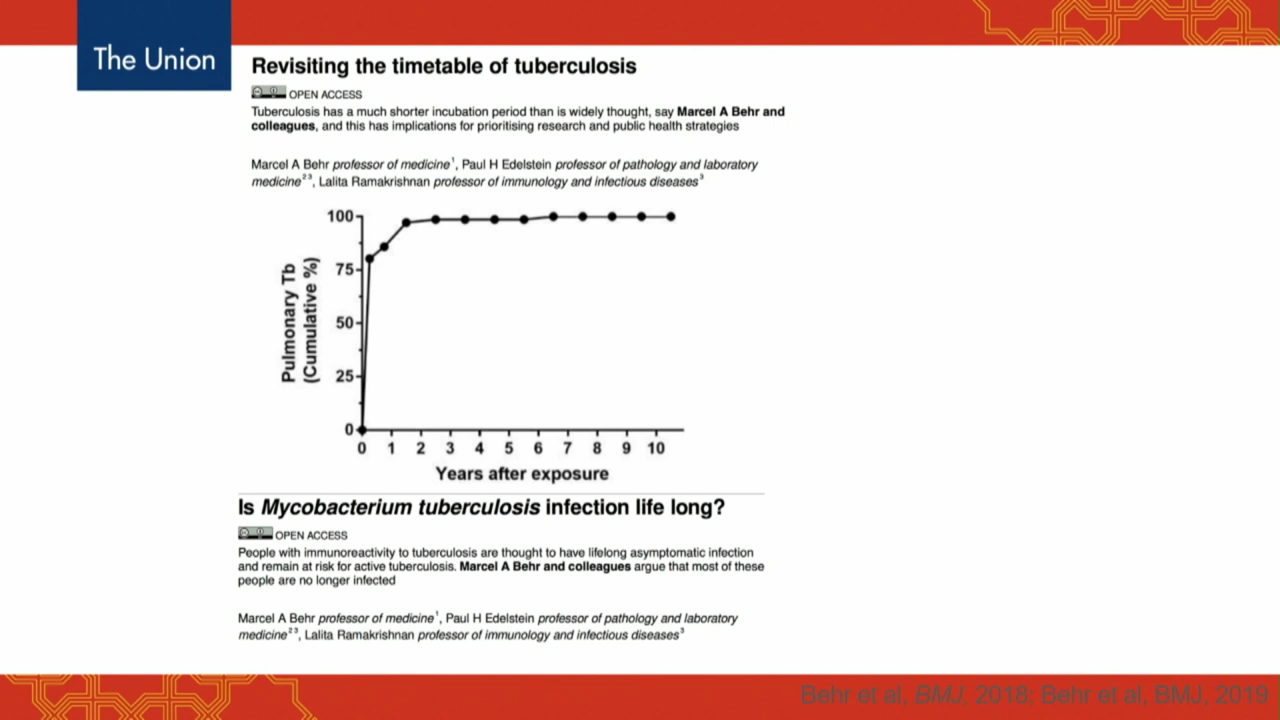 The Union
Revisiting the timetable of tuberculosis
OPEN ACCESS
Tuberculosis has a much shorter incubation period than is widely thought, say Marcel A Behr and
colleagues, and this has implications for prioritising research and public health strategies
Marcel A Behr professor of medicine¹, Paul H Edelstein professor of pathology and laboratory
medicine²³, Lalita Ramakrishnan professor of immunology and infectious diseases³
Pulmonary Tb
(Cumulative %)
100
75
50
25
0
0 1 2 3 4 5 6 7 8 9 10
Years after exposure
Is Mycobacterium tuberculosis infection life long?
OPEN ACCESS
People with immunoreactivity to tuberculosis are thought to have lifelong asymptomatic infection
and remain at risk for active tuberculosis. Marcel A Behr and colleagues argue that most of these
people are no longer infected
Marcel A Behr professor of medicine¹, Paul H Edelstein professor of pathology and laboratory
medicine²³, Lalita Ramakrishnan professor of immunology and infectious diseases³
Behr et al, BMJ, 2018; Behr et al, BMJ, 2019